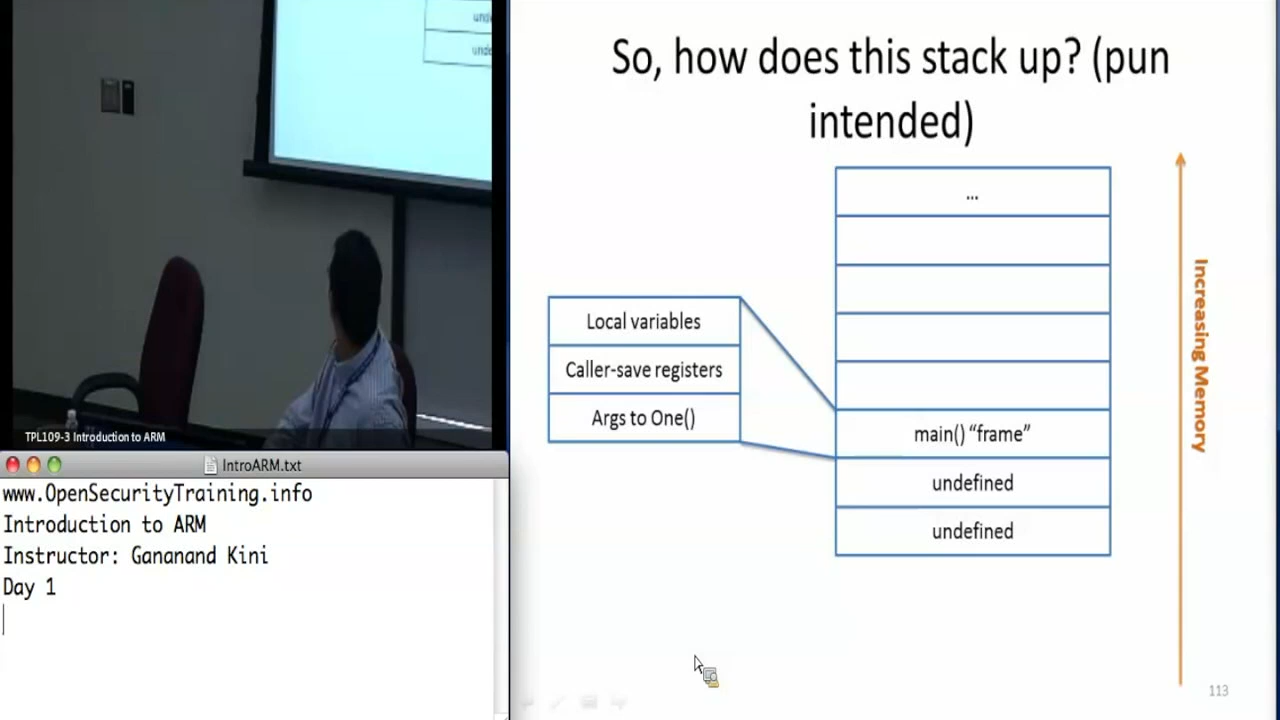 So, how does this stack up? (pun
intended)
...
Local variables
Caller-save registers
Args to One()
main() “frame”
undefined
undefined
Increasing Memory
113
TPL109-3 Introduction to ARM
IntroARM.txt
www.OpenSecurityTraining.info
Introduction to ARM
Instructor: Gananand Kini
Day 1